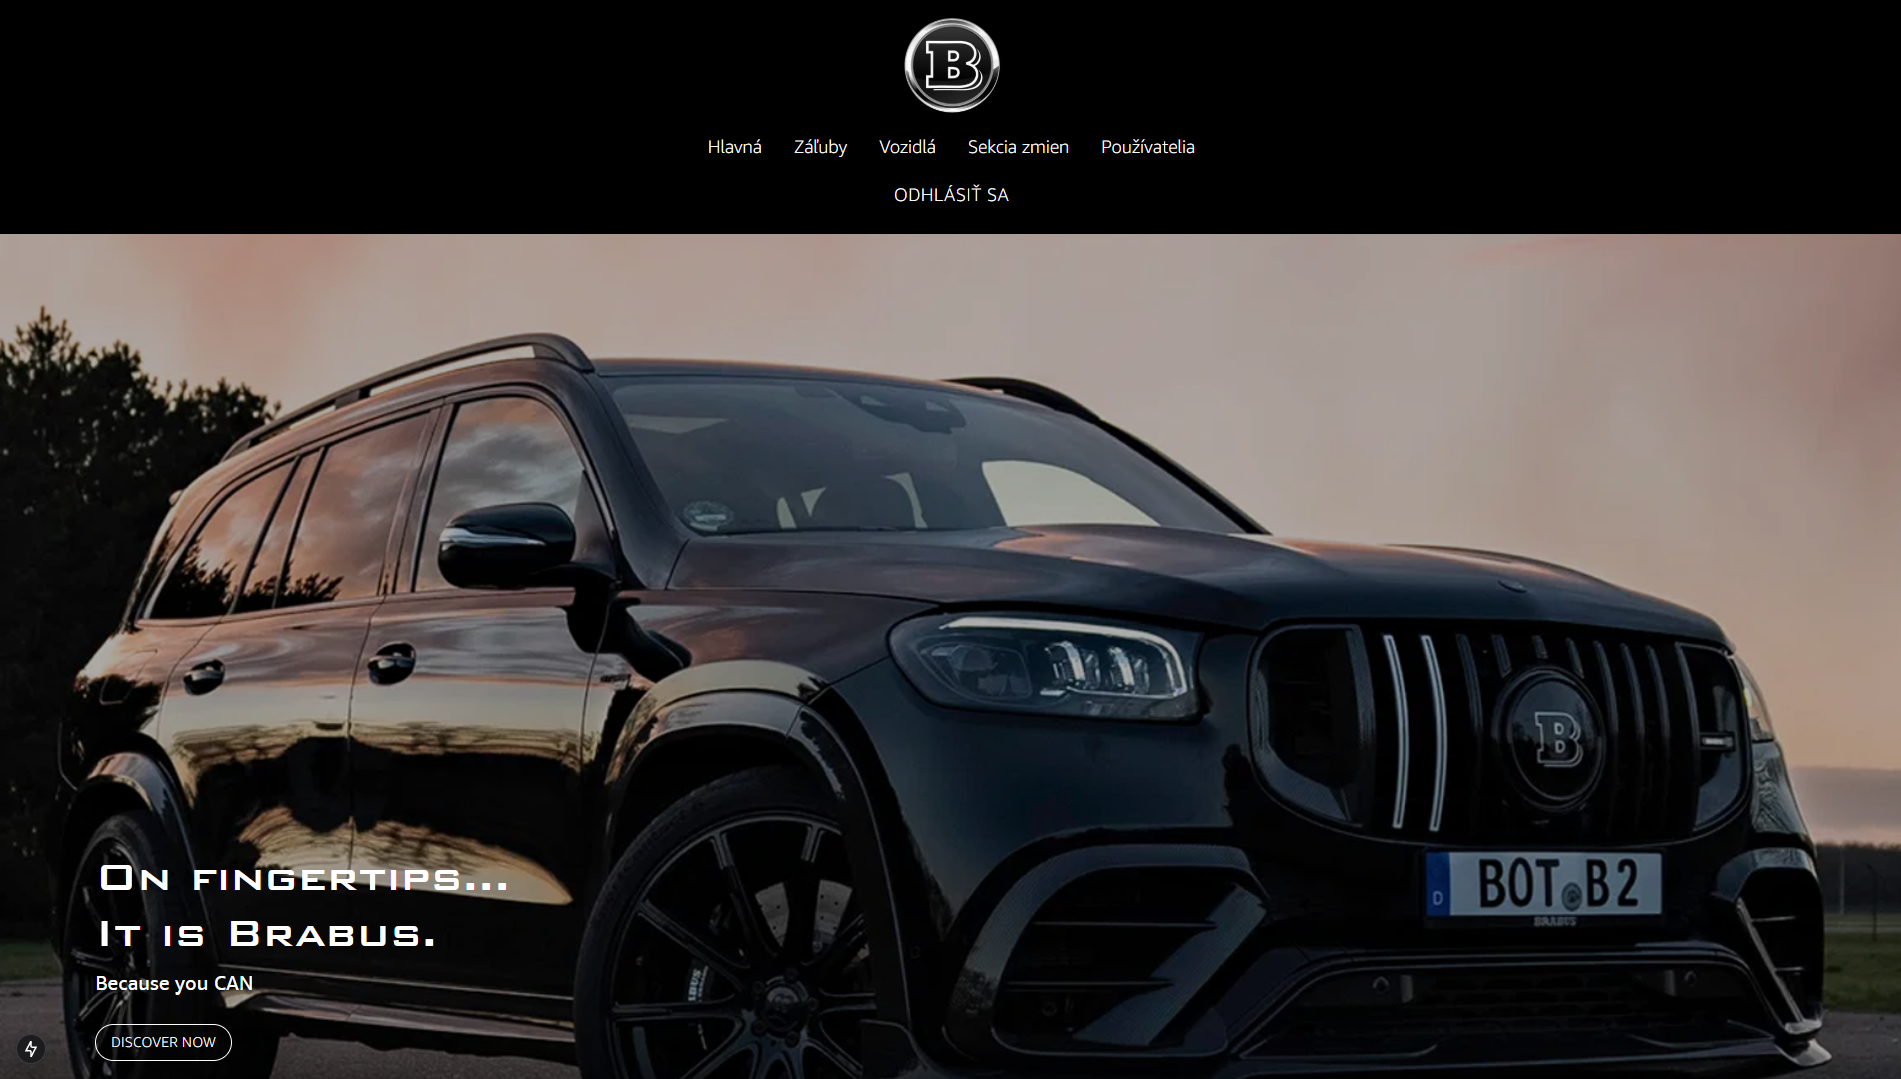 B
Hlavná Záľuby Vozidlá Sekcia zmien Používatelia
ODHLÁSIŤ SA
B
D BOT B2
BRABUS
On fingertips...
It is Brabus.
Because you CAN
DISCOVER NOW